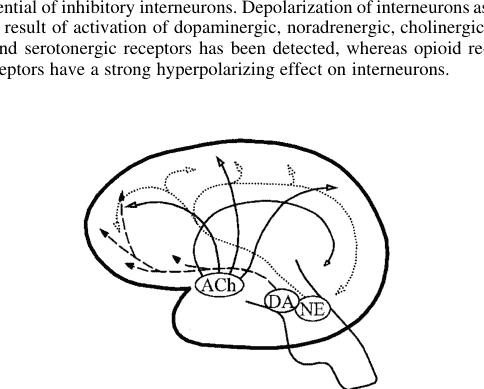 ential of inhibitory interneurons. Depolarization of interneurons as
result of activation of dopaminergic, noradrenergic, cholinergic
nd serotonergic receptors has been detected, whereas opioid re-
eptors have a strong hyperpolarizing effect on interneurons.
ACh
DA
NE